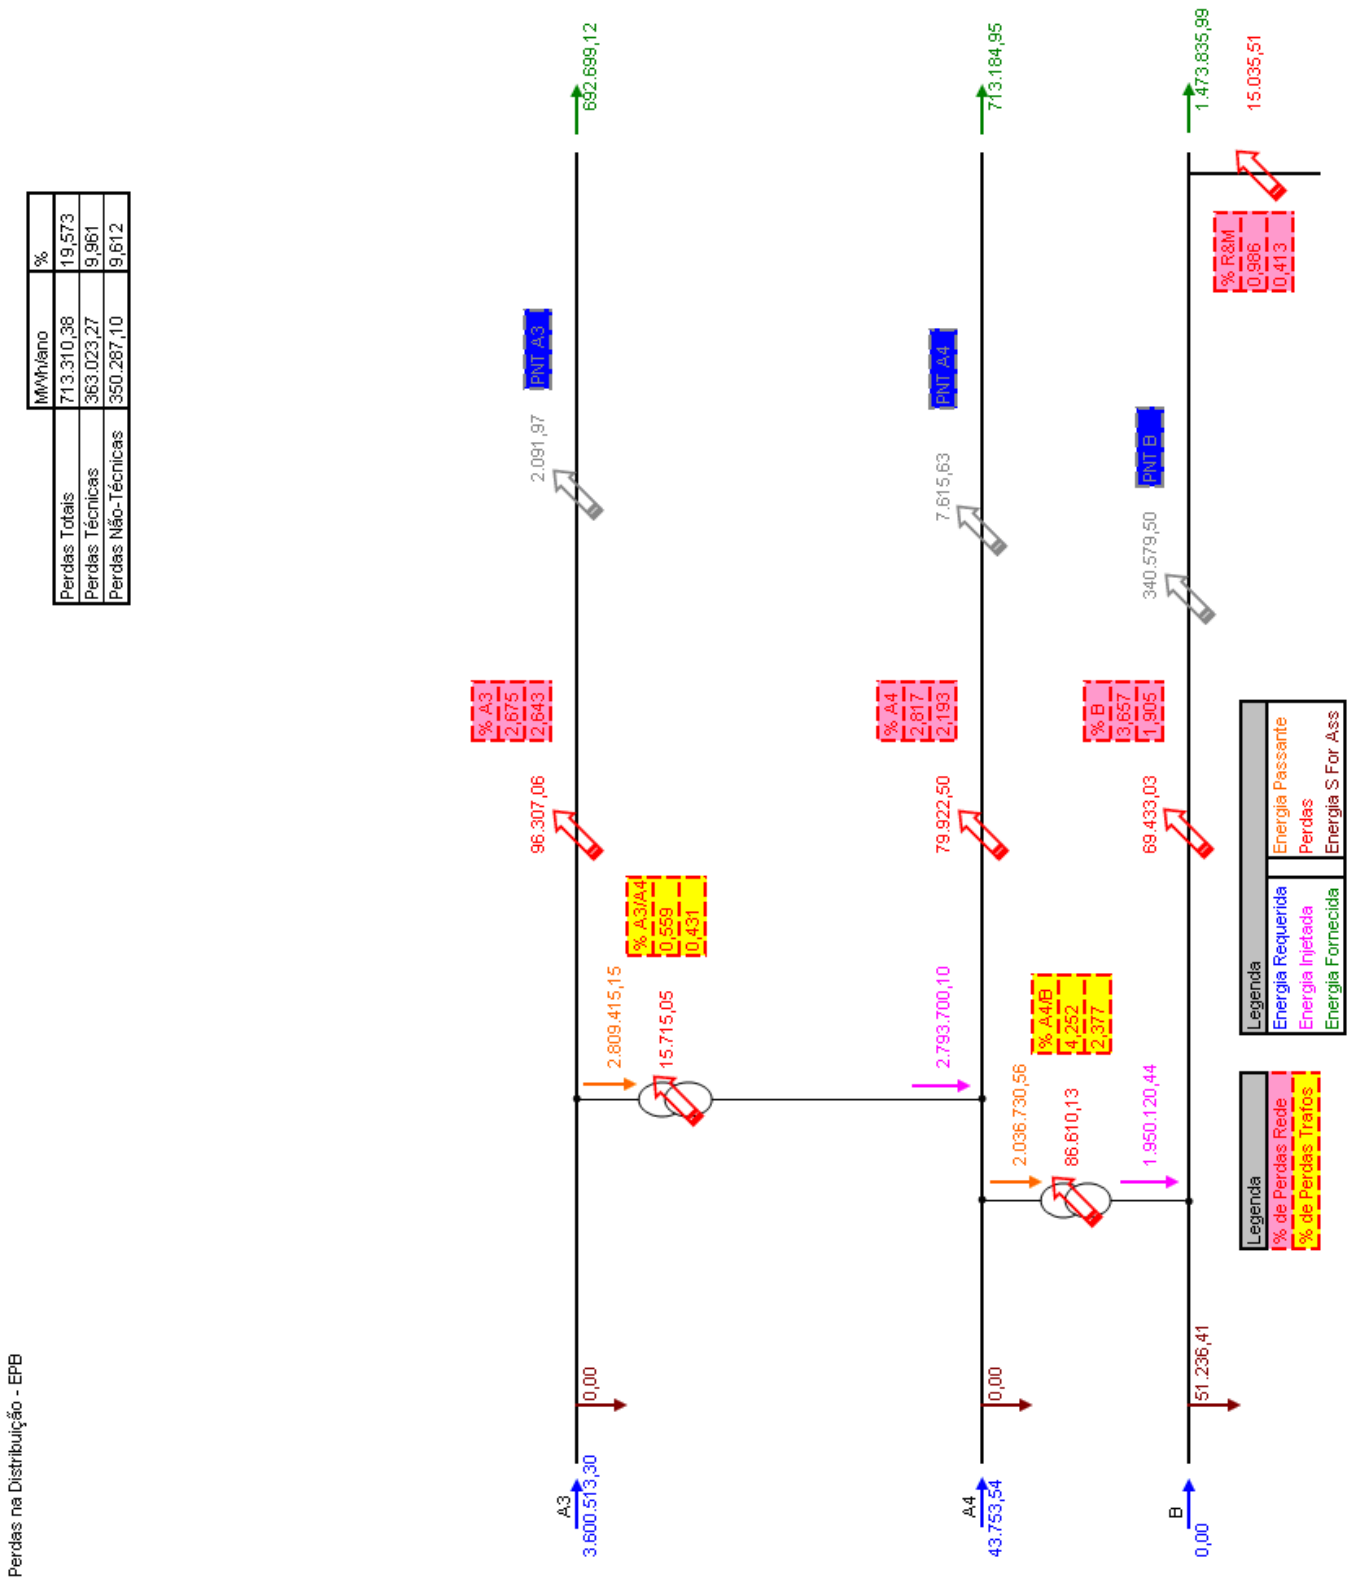 Perdas na Distribuição - EPB
MWh/ano %
Perdas Totais 713.310,38 19,573
Perdas Técnicas 363.023,27 9,961
Perdas Não-Técnicas 350.287,10 9,612
A3
3.600.513,30
0,00
96.307,06
% A3
2,675
2,643
2.091,97
PNT A3
692.699,12
2.809.415,15
15.715,05
% A3/A4
0,559
0,431
2.793.700,10
A4
43.753,54
0,00
79.922,50
% A4
2,817
2,193
7.615,63
PNT A4
713.184,95
2.036.730,56
86.610,13
% A4/B
4,252
2,377
1.950.120,44
B
0,00
51.236,41
69.433,03
% B
3,657
1,905
340.579,50
PNT B
1.473.835,99
% R&M
0,986
0,413
15.035,51
Legenda
% de Perdas Rede
% de Perdas Trafos
Legenda
Energia Requerida Energia Passante
Energia Injetada Perdas
Energia Fornecida Energia S For Ass